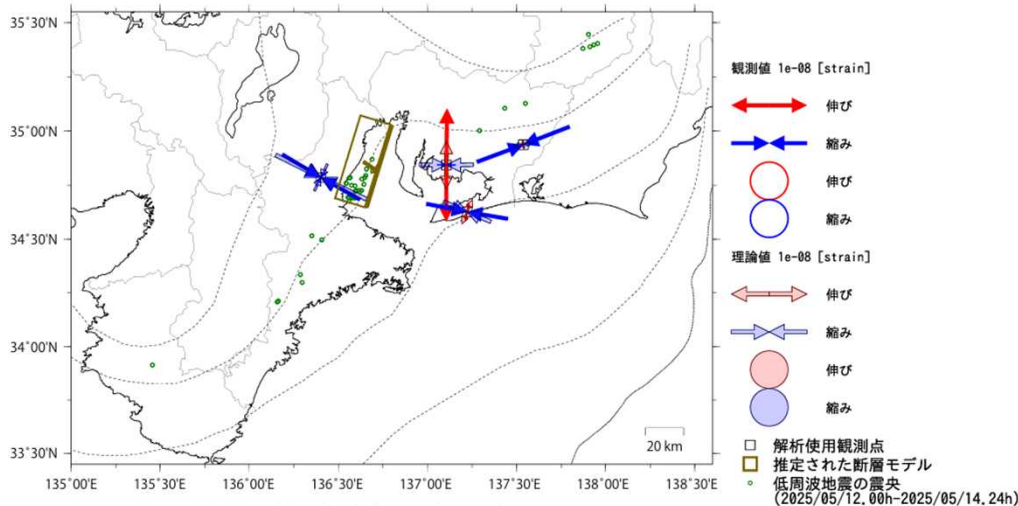 35°30'N
35°00'N
34°30'N
34°00'N
33°30'N
135°00'E
135°30'E
136°00'E
136°30'E
137°00'E
137°30'E
138°00'E
138°30'E
20 km
観測値 1e-08 [strain]
伸び
縮み
伸び
縮み
理論値 1e-08 [strain]
伸び
縮み
伸び
縮み
解析使用観測点
推定された断層モデル
低周波地震の震央
(2025/05/12.00h-2025/05/14.24h)